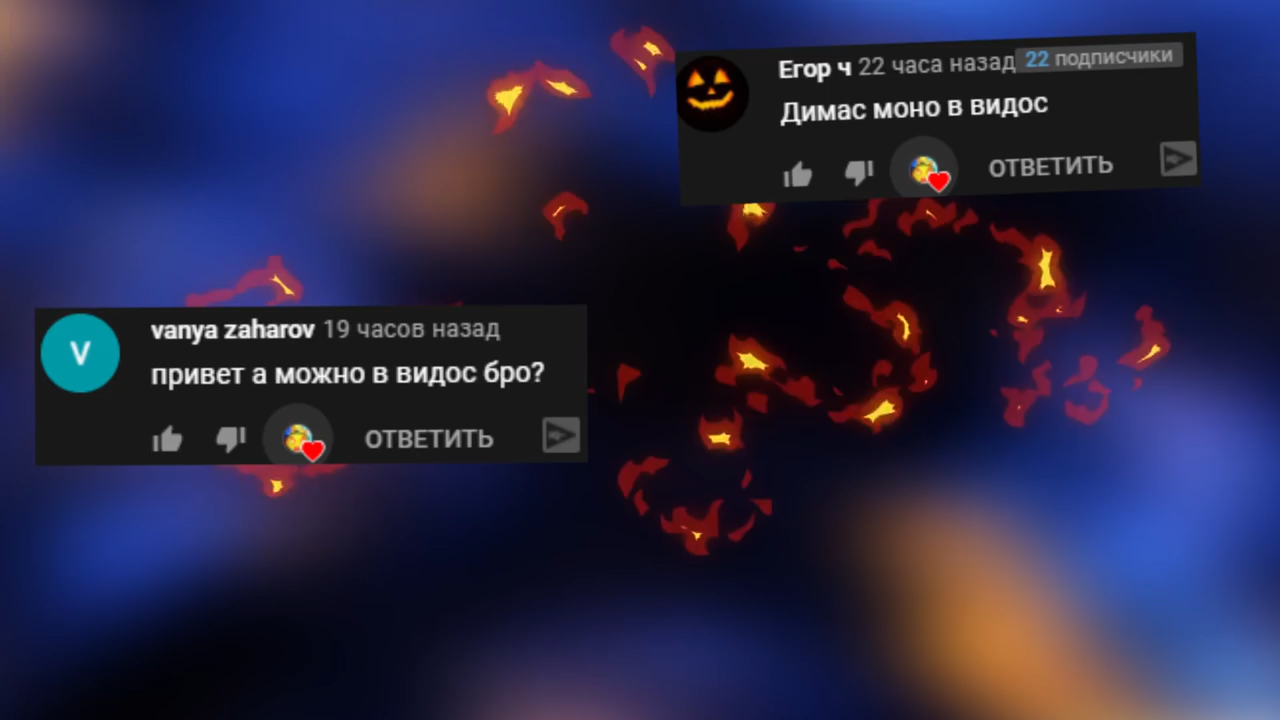 Егор ч 22 часа назад 22 подписчики
Димас моно в видос
ОТВЕТИТЬ
V
vanya zaharov 19 часов назад
привет а можно в видос бро?
ОТВЕТИТЬ